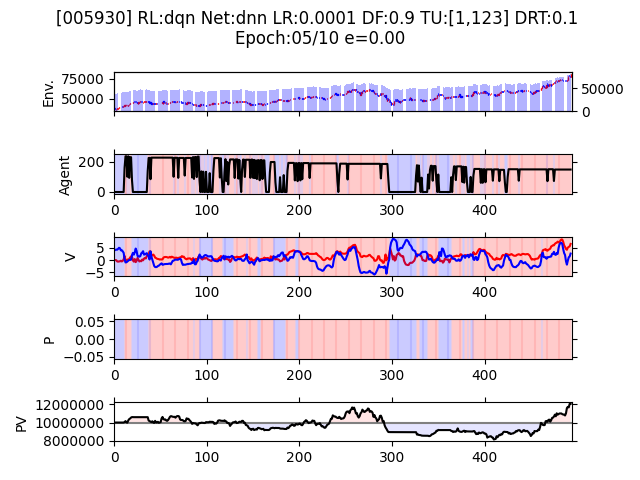 [005930] RL:dqn Net:dnn LR:0.0001 DF:0.9 TU:[1,123] DRT:0.1
Epoch:05/10 e=0.00
75000
50000
Env.
50000
0
200
0
Agent
0 100 200 300 400
5
0
−5
V
0 100 200 300 400
0.05
0.00
−0.05
P
0 100 200 300 400
12000000
10000000
8000000
PV
0 100 200 300 400